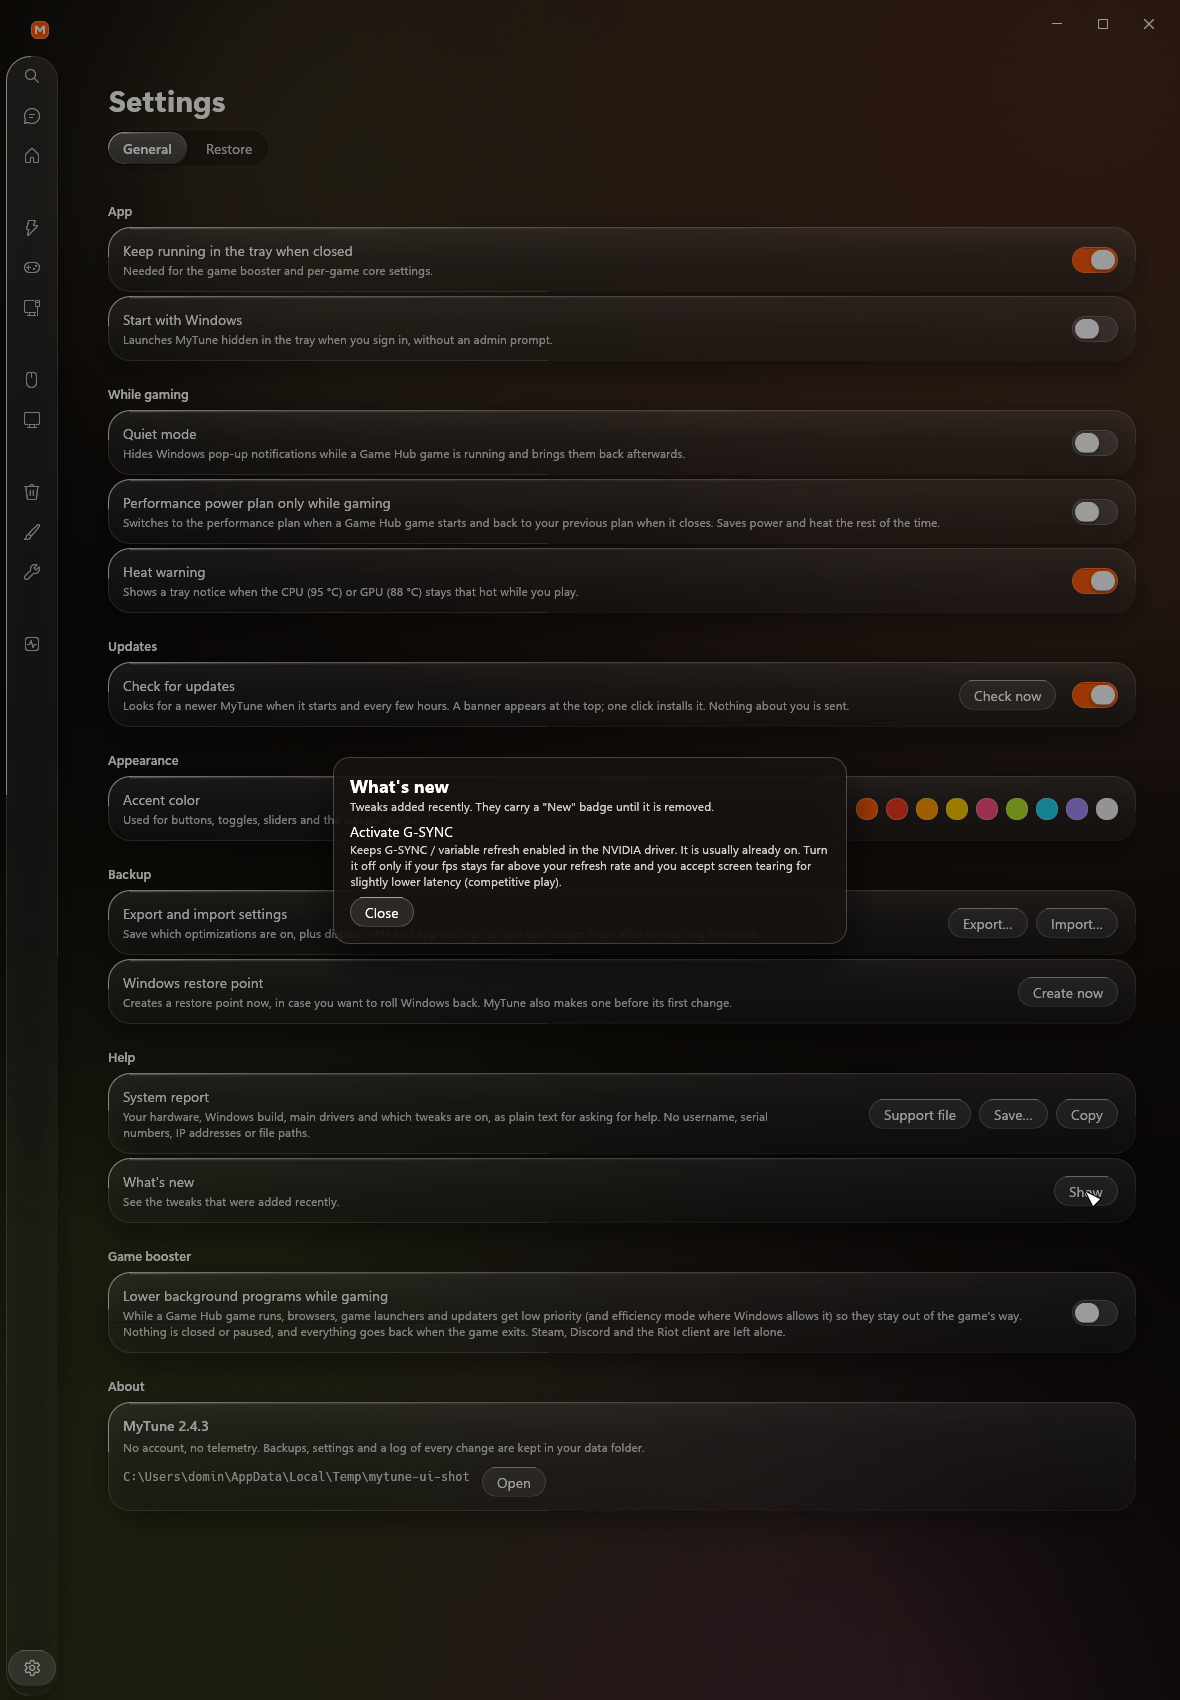 M
Settings
General Restore
App
Keep running in the tray when closed
Needed for the game booster and per-game core settings.
Start with Windows
Launches MyTune hidden in the tray when you sign in, without an admin prompt.
While gaming
Quiet mode
Hides Windows pop-up notifications while a Game Hub game is running and brings them back afterwards.
Performance power plan only while gaming
Switches to the performance plan when a Game Hub game starts and back to your previous plan when it closes. Saves power and heat the rest of the time.
Heat warning
Shows a tray notice when the CPU (95 °C) or GPU (88 °C) stays that hot while you play.
Updates
Check for updates
Looks for a newer MyTune when it starts and every few hours. A banner appears at the top; one click installs it. Nothing about you is sent.
Check now
Appearance
Accent color
Used for buttons, toggles, sliders and the sidebar marker.
What's new
Tweaks added recently. They carry a "New" badge until it is removed.
Activate G-SYNC
Keeps G-SYNC / variable refresh enabled in the NVIDIA driver. It is usually already on. Turn
it off only if your fps stays far above your refresh rate and you accept screen tearing for
slightly lower latency (competitive play).
Close
Backup
Export and import settings
Save which optimizations are on, plus display, VPN and app settings, so you can restore them after reinstalling Windows.
Export... Import...
Windows restore point
Creates a restore point now, in case you want to roll Windows back. MyTune also makes one before its first change.
Create now
Help
System report
Your hardware, Windows build, main drivers and which tweaks are on, as plain text for asking for help. No username, serial
numbers, IP addresses or file paths.
Support file Save... Copy
What's new
See the tweaks that were added recently.
Show
Game booster
Lower background programs while gaming
While a Game Hub game runs, browsers, game launchers and updaters get low priority (and efficiency mode where Windows allows it) so they stay out of the game's way.
Nothing is closed or paused, and everything goes back when the game exits. Steam, Discord and the Riot client are left alone.
About
MyTune 2.4.3
No account, no telemetry. Backups, settings and a log of every change are kept in your data folder.
C:\Users\domin\AppData\Local\Temp\mytune-ui-shot Open